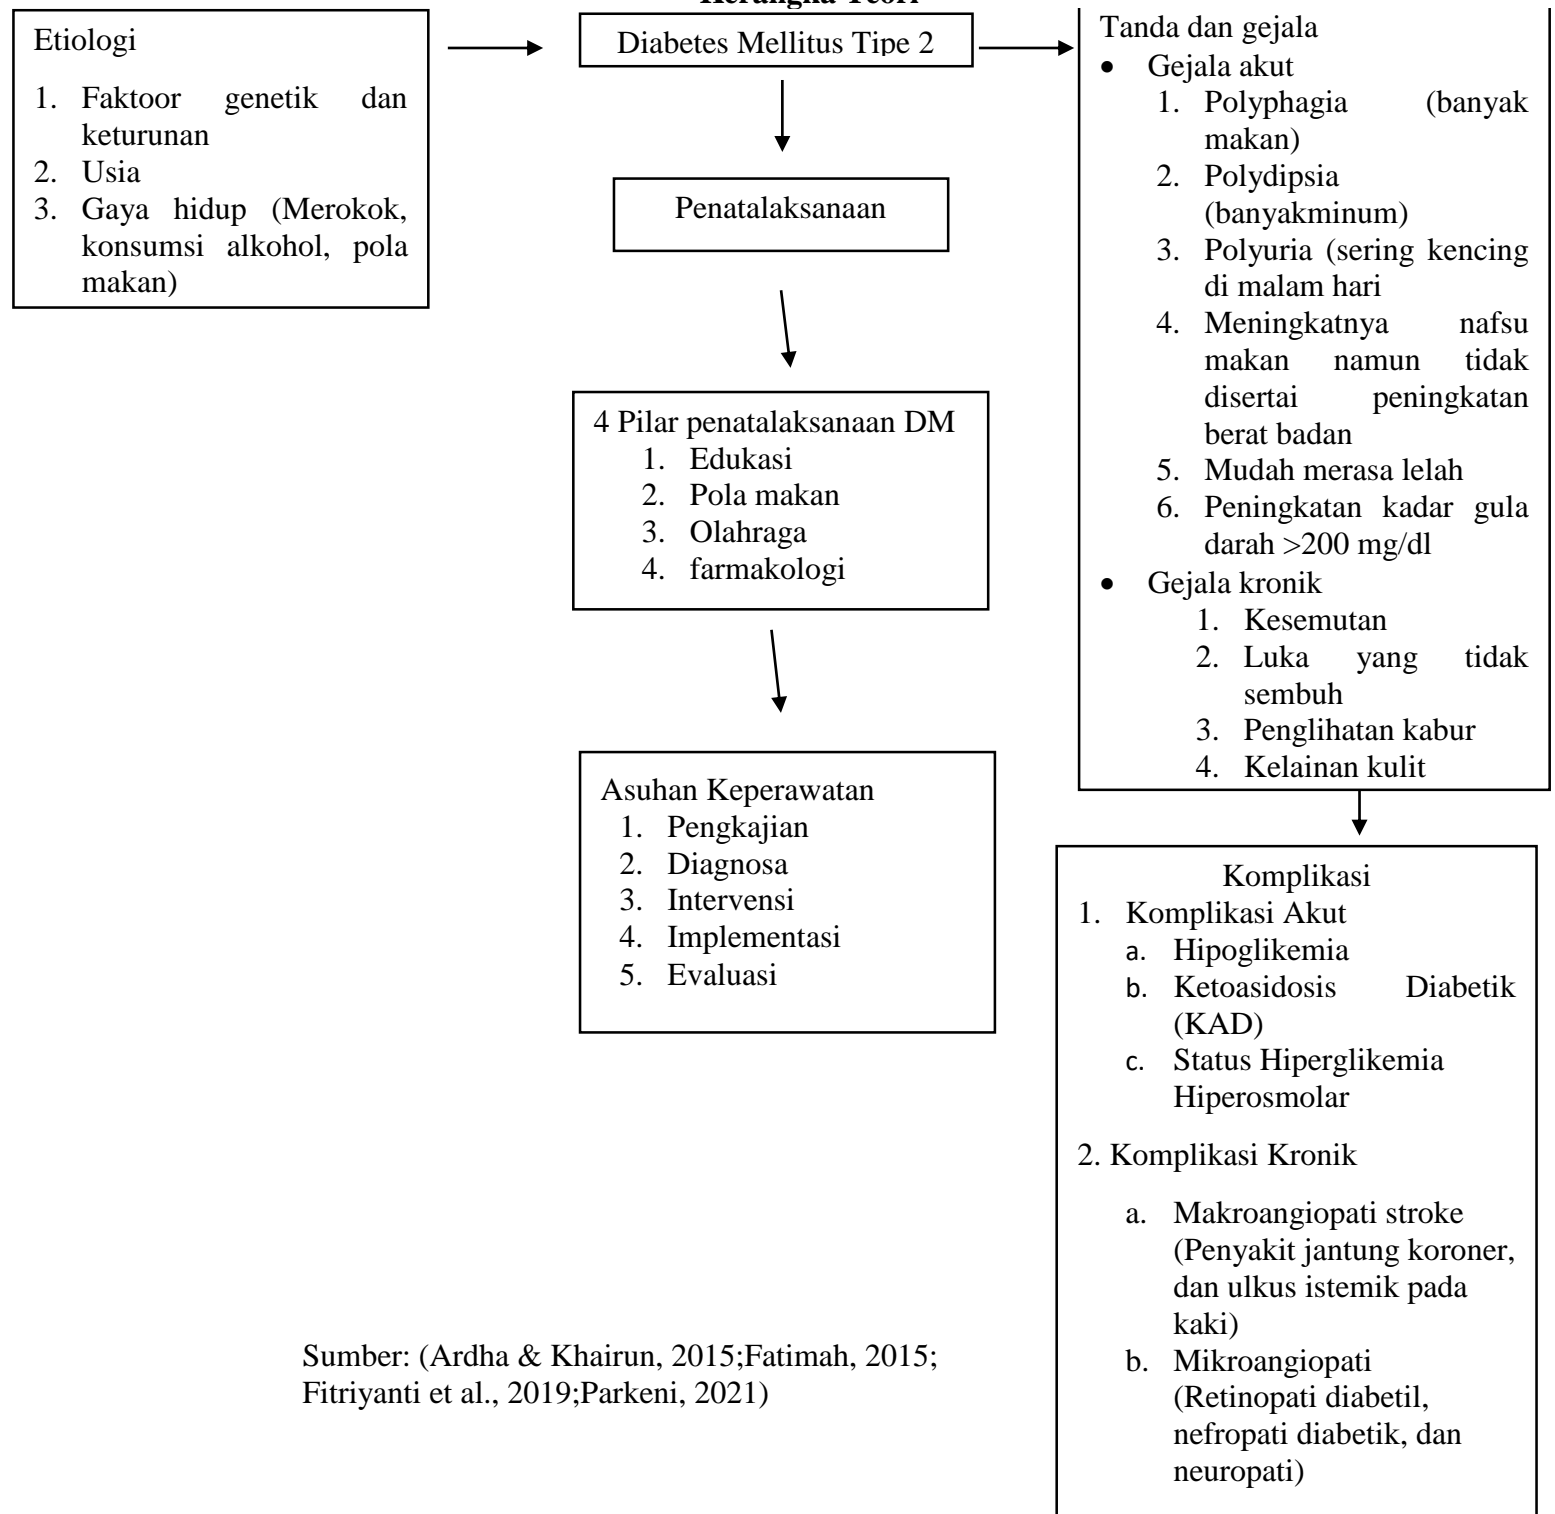 Kerangka Teori
Etiologi
1. Faktoor genetik dan
keturunan
2. Usia
3. Gaya hidup (Merokok,
konsumsi alkohol, pola
makan)
Diabetes Mellitus Tipe 2
Penatalaksanaan
4 Pilar penatalaksanaan DM
1. Edukasi
2. Pola makan
3. Olahraga
4. farmakologi
Asuhan Keperawatan
1. Pengkajian
2. Diagnosa
3. Intervensi
4. Implementasi
5. Evaluasi
Tanda dan gejala
• Gejala akut
1. Polyphagia (banyak
makan)
2. Polydipsia
(banyakminum)
3. Polyuria (sering kencing
di malam hari
4. Meningkatnya nafsu
makan namun tidak
disertai peningkatan
berat badan
5. Mudah merasa lelah
6. Peningkatan kadar gula
darah >200 mg/dl
• Gejala kronik
1. Kesemutan
2. Luka yang tidak
sembuh
3. Penglihatan kabur
4. Kelainan kulit
Komplikasi
1. Komplikasi Akut
a. Hipoglikemia
b. Ketoasidosis Diabetik
(KAD)
c. Status Hiperglikemia
Hiperosmolar
2. Komplikasi Kronik
a. Makroangiopati stroke
(Penyakit jantung koroner,
dan ulkus istemik pada
kaki)
b. Mikroangiopati
(Retinopati diabetil,
nefropati diabetik, dan
neuropati)
Sumber: (Ardha & Khairun, 2015;Fatimah, 2015;
Fitriyanti et al., 2019;Parkeni, 2021)